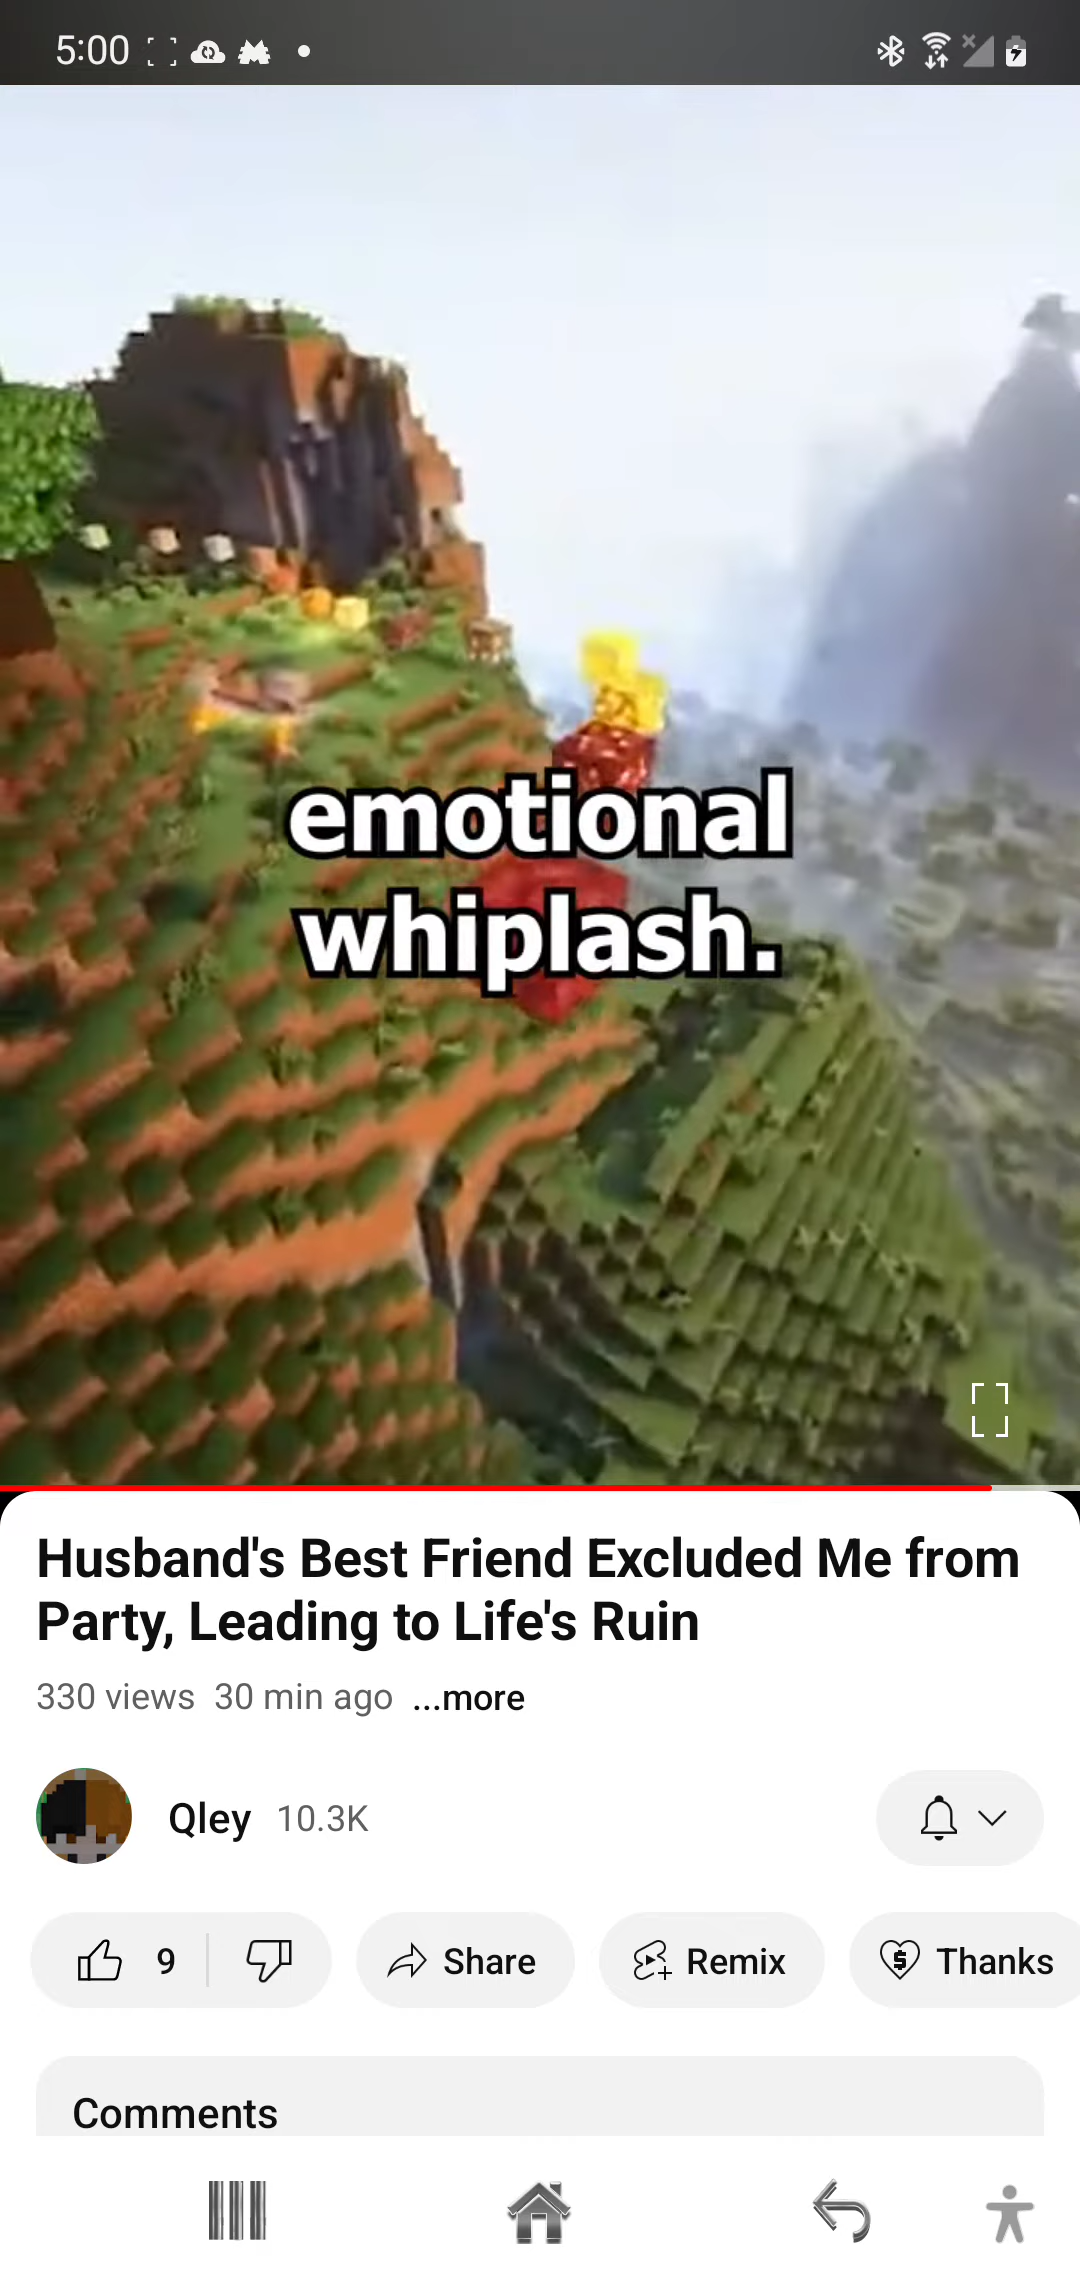 5:00
emotional
whiplash.
Husband's Best Friend Excluded Me from
Party, Leading to Life's Ruin
330 views 30 min ago ...more
Qley 10.3K
9 Share Remix Thanks
Comments